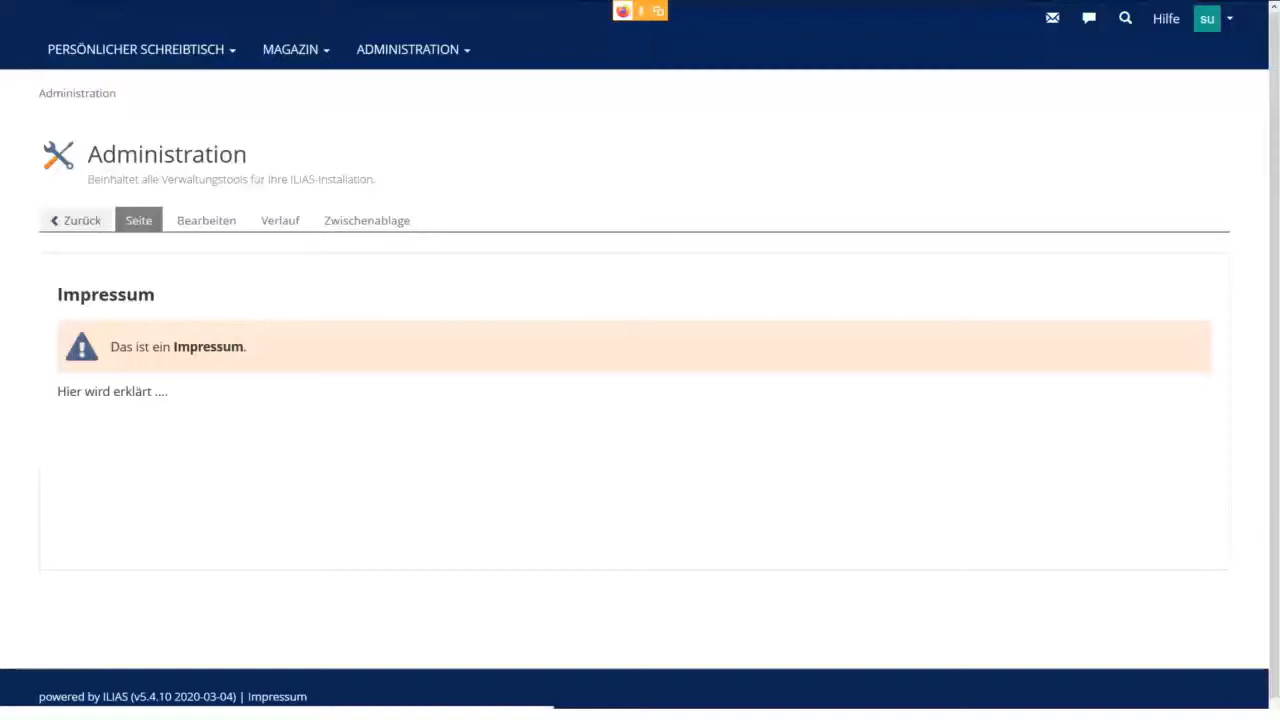 Hilfe su
PERSÖNLICHER SCHREIBTISCH MAGAZIN ADMINISTRATION
Administration
Administration
Beinhaltet alle Verwaltungstools für Ihre ILIAS-Installation.
Zurück Seite Bearbeiten Verlauf Zwischenablage
Impressum
Das ist ein Impressum.
Hier wird erklärt ....
powered by ILIAS (v5.4.10 2020-03-04) | Impressum